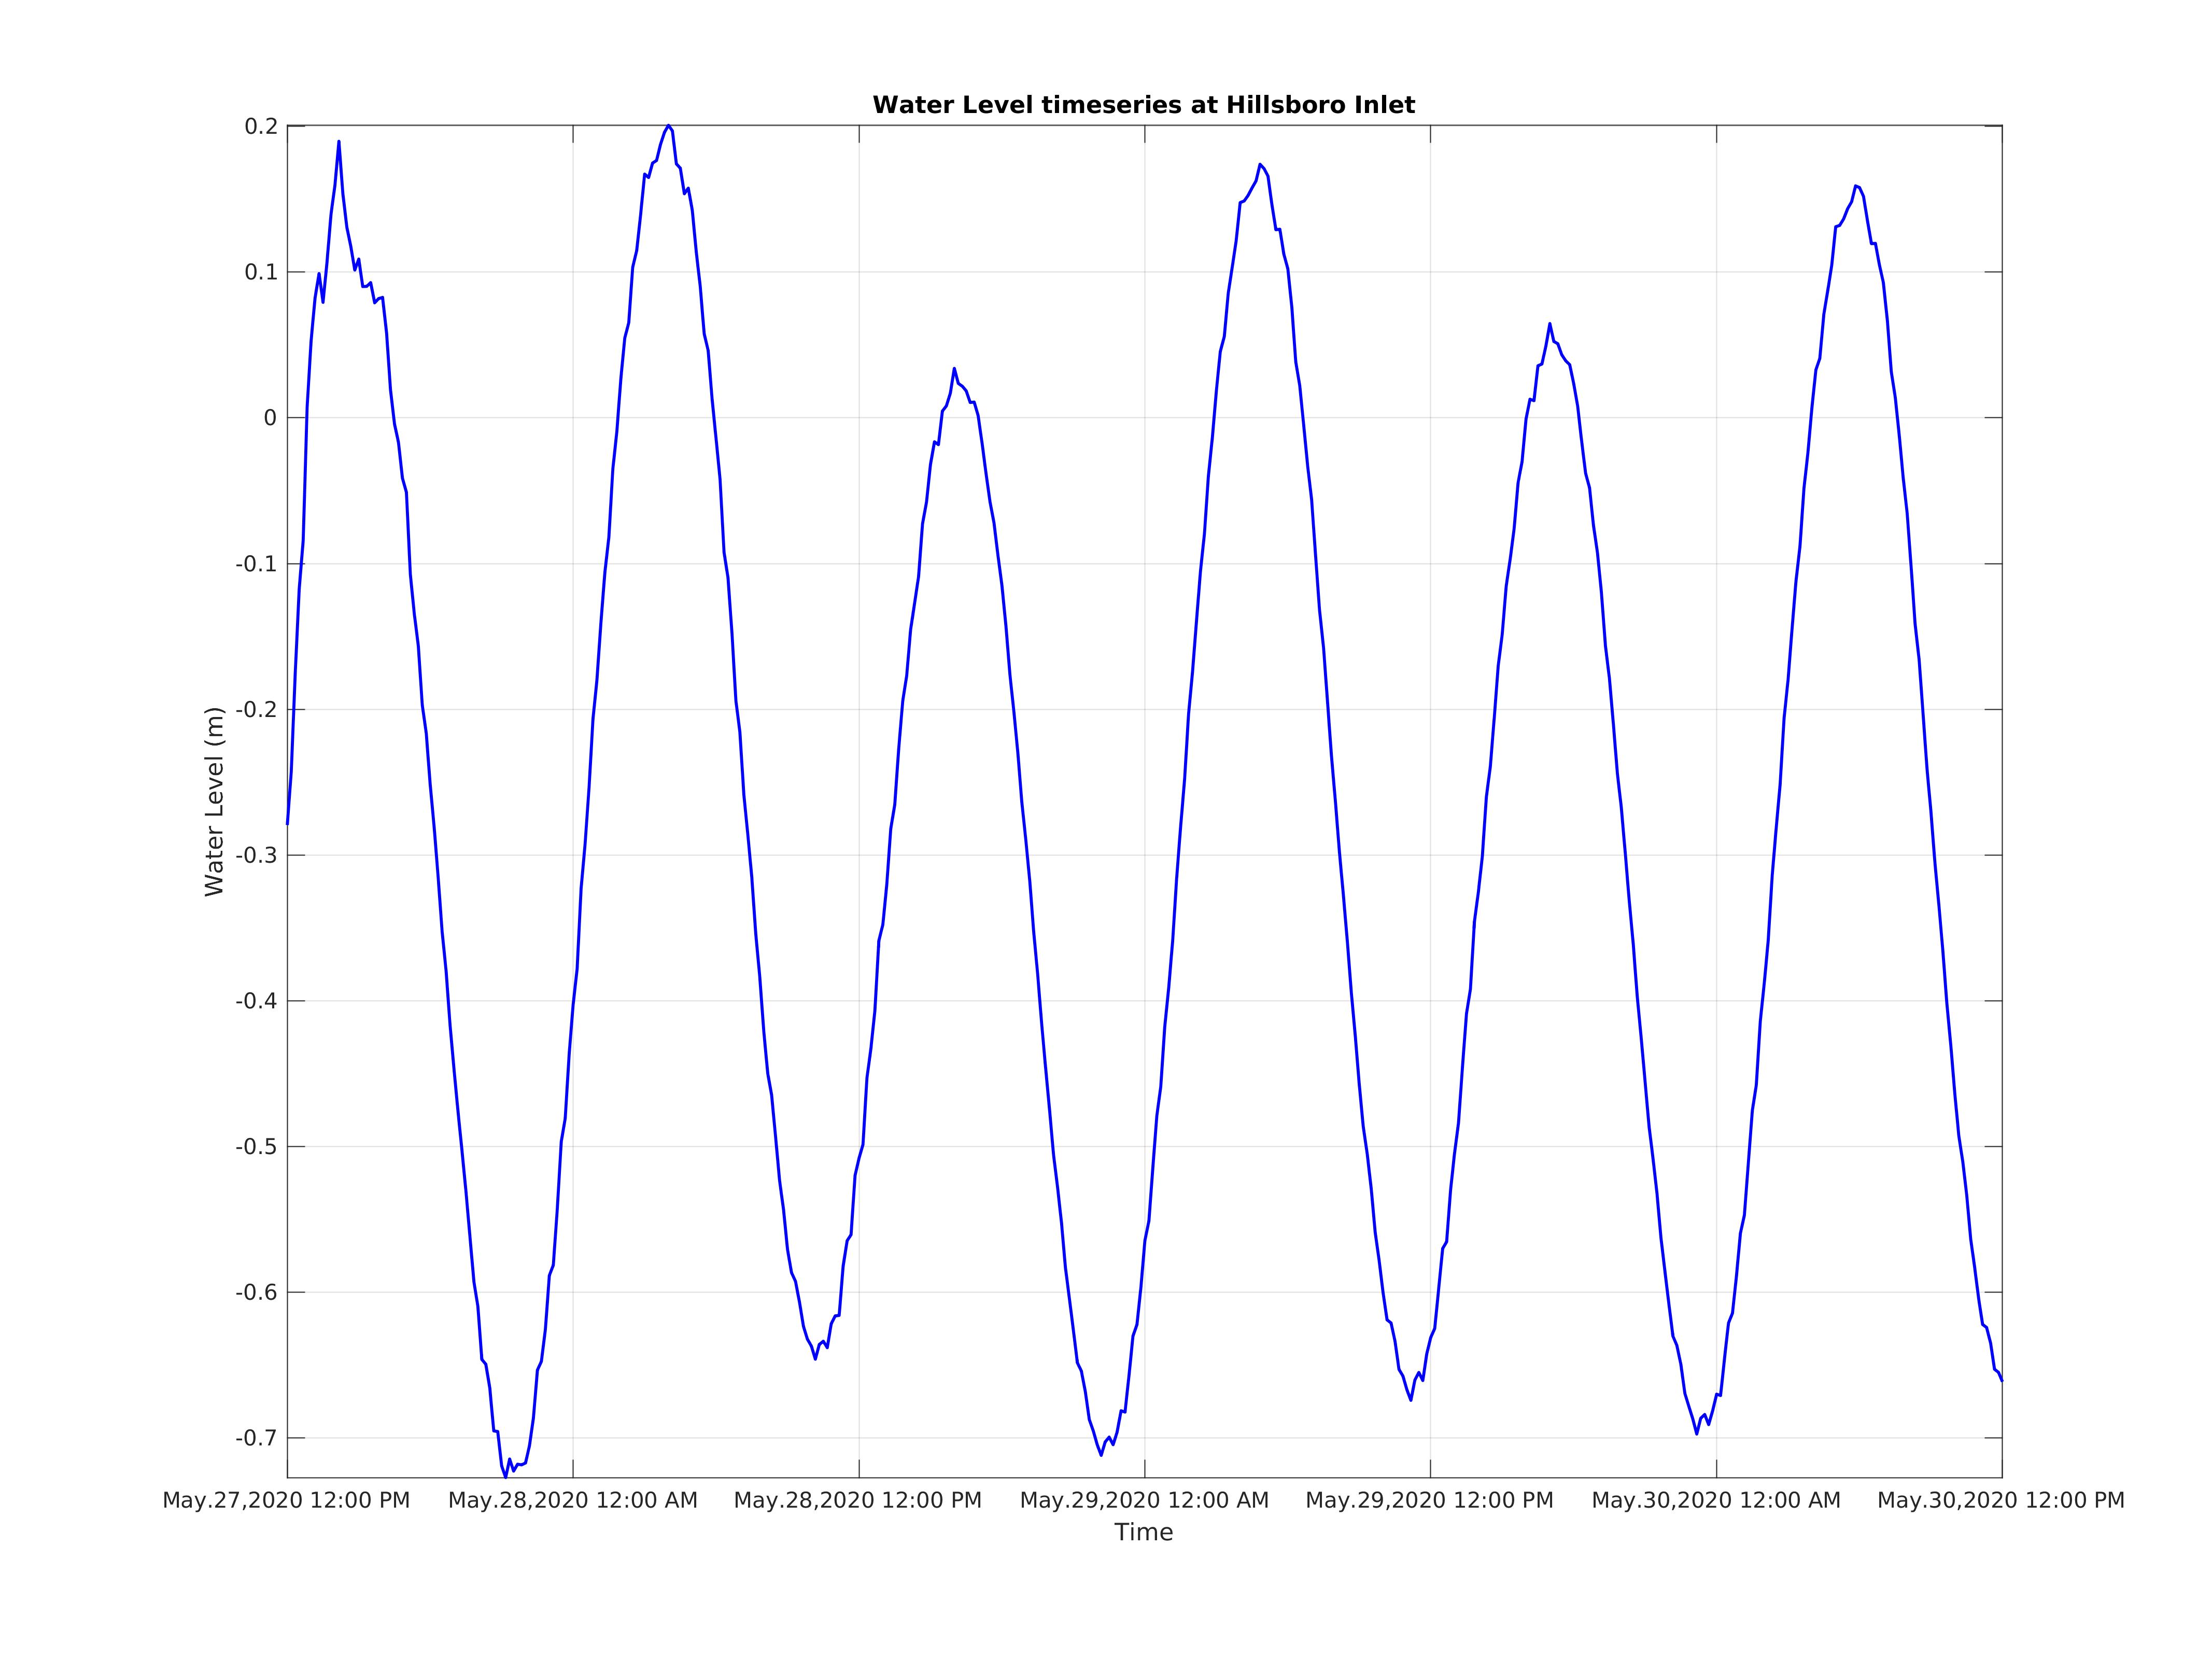 Water Level timeseries at Hillsboro Inlet
0.2
0.1
0
-0.1
-0.2
-0.3
-0.4
-0.5
-0.6
-0.7
Water Level (m)
May.27,2020 12:00 PM May.28,2020 12:00 AM May.28,2020 12:00 PM May.29,2020 12:00 AM May.29,2020 12:00 PM May.30,2020 12:00 AM May.30,2020 12:00 PM
Time